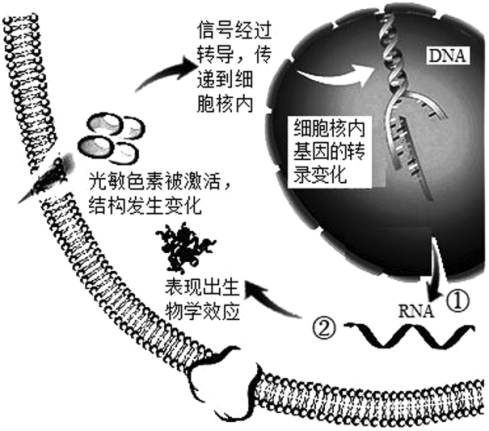 信号经过
转导，传
递到细
胞核内
DNA
细胞核内
基因的转
录变化
光敏色素被激活，
结构发生变化
表现出生
物学效应
RNA
①
②